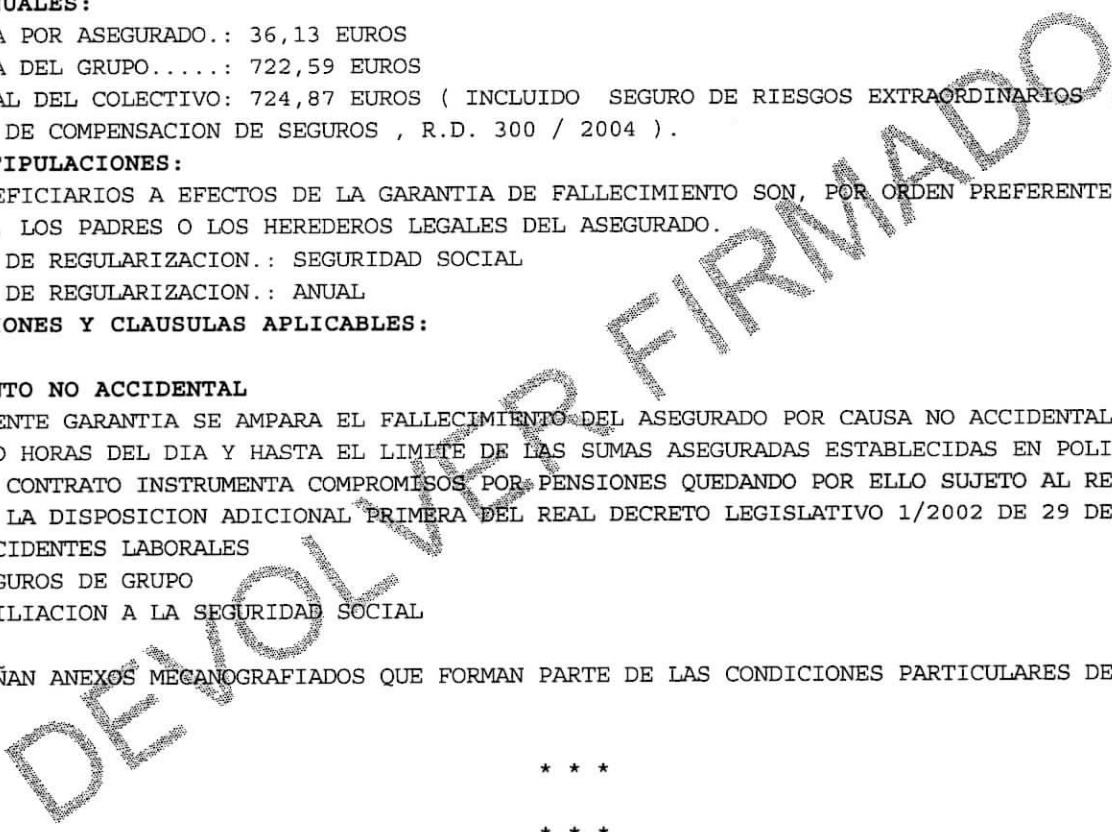 NUALES:
A POR ASEGURADO.: 36,13 EUROS
A DEL GRUPO.....: 722,59 EUROS
AL DEL COLECTIVO: 724,87 EUROS ( INCLUIDO SEGURO DE RIESGOS EXTRAORDINARIOS
DE COMPENSACION DE SEGUROS , R.D. 300 / 2004 ).
TIPULACIONES:
EFICIARIOS A EFECTOS DE LA GARANTIA DE FALLECIMIENTO SON, POR ORDEN PREFERENTE
LOS PADRES O LOS HEREDEROS LEGALES DEL ASEGURADO.
DE REGULARIZACION.: SEGURIDAD SOCIAL
DE REGULARIZACION.: ANUAL
IONES Y CLAUSULAS APLICABLES:
NTO NO ACCIDENTAL
ENTE GARANTIA SE AMPARA EL FALLECIMIENTO DEL ASEGURADO POR CAUSA NO ACCIDENTAL
O HORAS DEL DIA Y HASTA EL LIMITE DE LAS SUMAS ASEGURADAS ESTABLECIDAS EN POLI
CONTRATO INSTRUMENTA COMPROMISOS POR PENSIONES QUEDANDO POR ELLO SUJETO AL RE
LA DISPOSICION ADICIONAL PRIMERA DEL REAL DECRETO LEGISLATIVO 1/2002 DE 29 DE
CIDENTES LABORALES
GUROS DE GRUPO
ILIACION A LA SEGURIDAD SOCIAL
ÑAN ANEXOS MECANOGRAFIADOS QUE FORMAN PARTE DE LAS CONDICIONES PARTICULARES DE
* * *
* * *
DEVOLVER FIRMADO